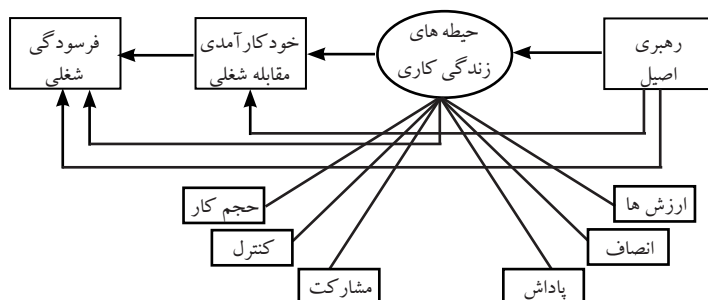 رهبری
اصیل
حیطه های
زندگی کاری
خودکارآمدی
مقابله شغلی
فرسودگی
شغلی
ارزش ها
حجم کار
انصاف
کنترل
پاداش
مشارکت